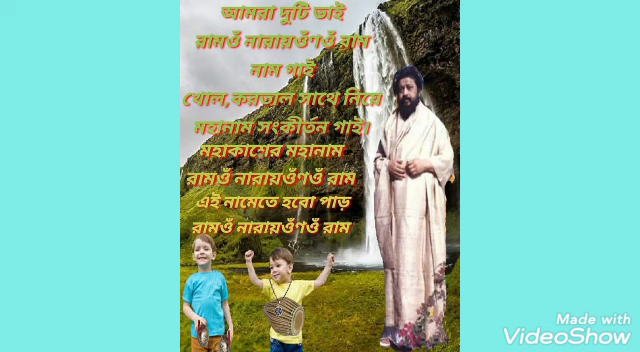 আমরা দুটি ভাই
রামওঁ নারায়ওঁণওঁ রাম
নাম গাই
খোল,করতাল সাথে নিয়ে
মহানাম সংকীর্তন গাই।
মহাকাশের মহানাম
রামওঁ নারায়ওঁণওঁ রাম
এই নামেতে হবো পাড়
রামওঁ নারায়ওঁণওঁ রাম
Made with
VideoShow